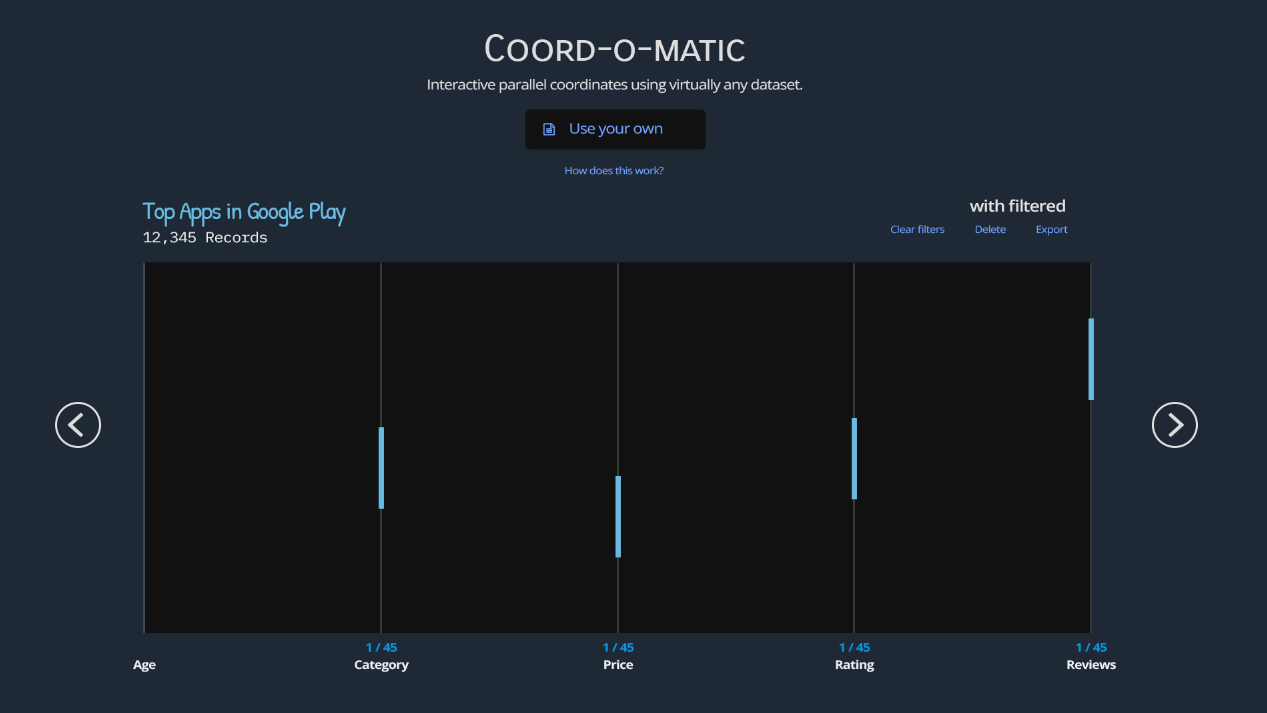 Coord-o-matic
Interactive parallel coordinates using virtually any dataset.
Use your own
How does this work?
Top Apps in Google Play
12,345 Records
with filtered
Clear filters Delete Export
1 / 45 1 / 45 1 / 45 1 / 45
Age Category Price Rating Reviews